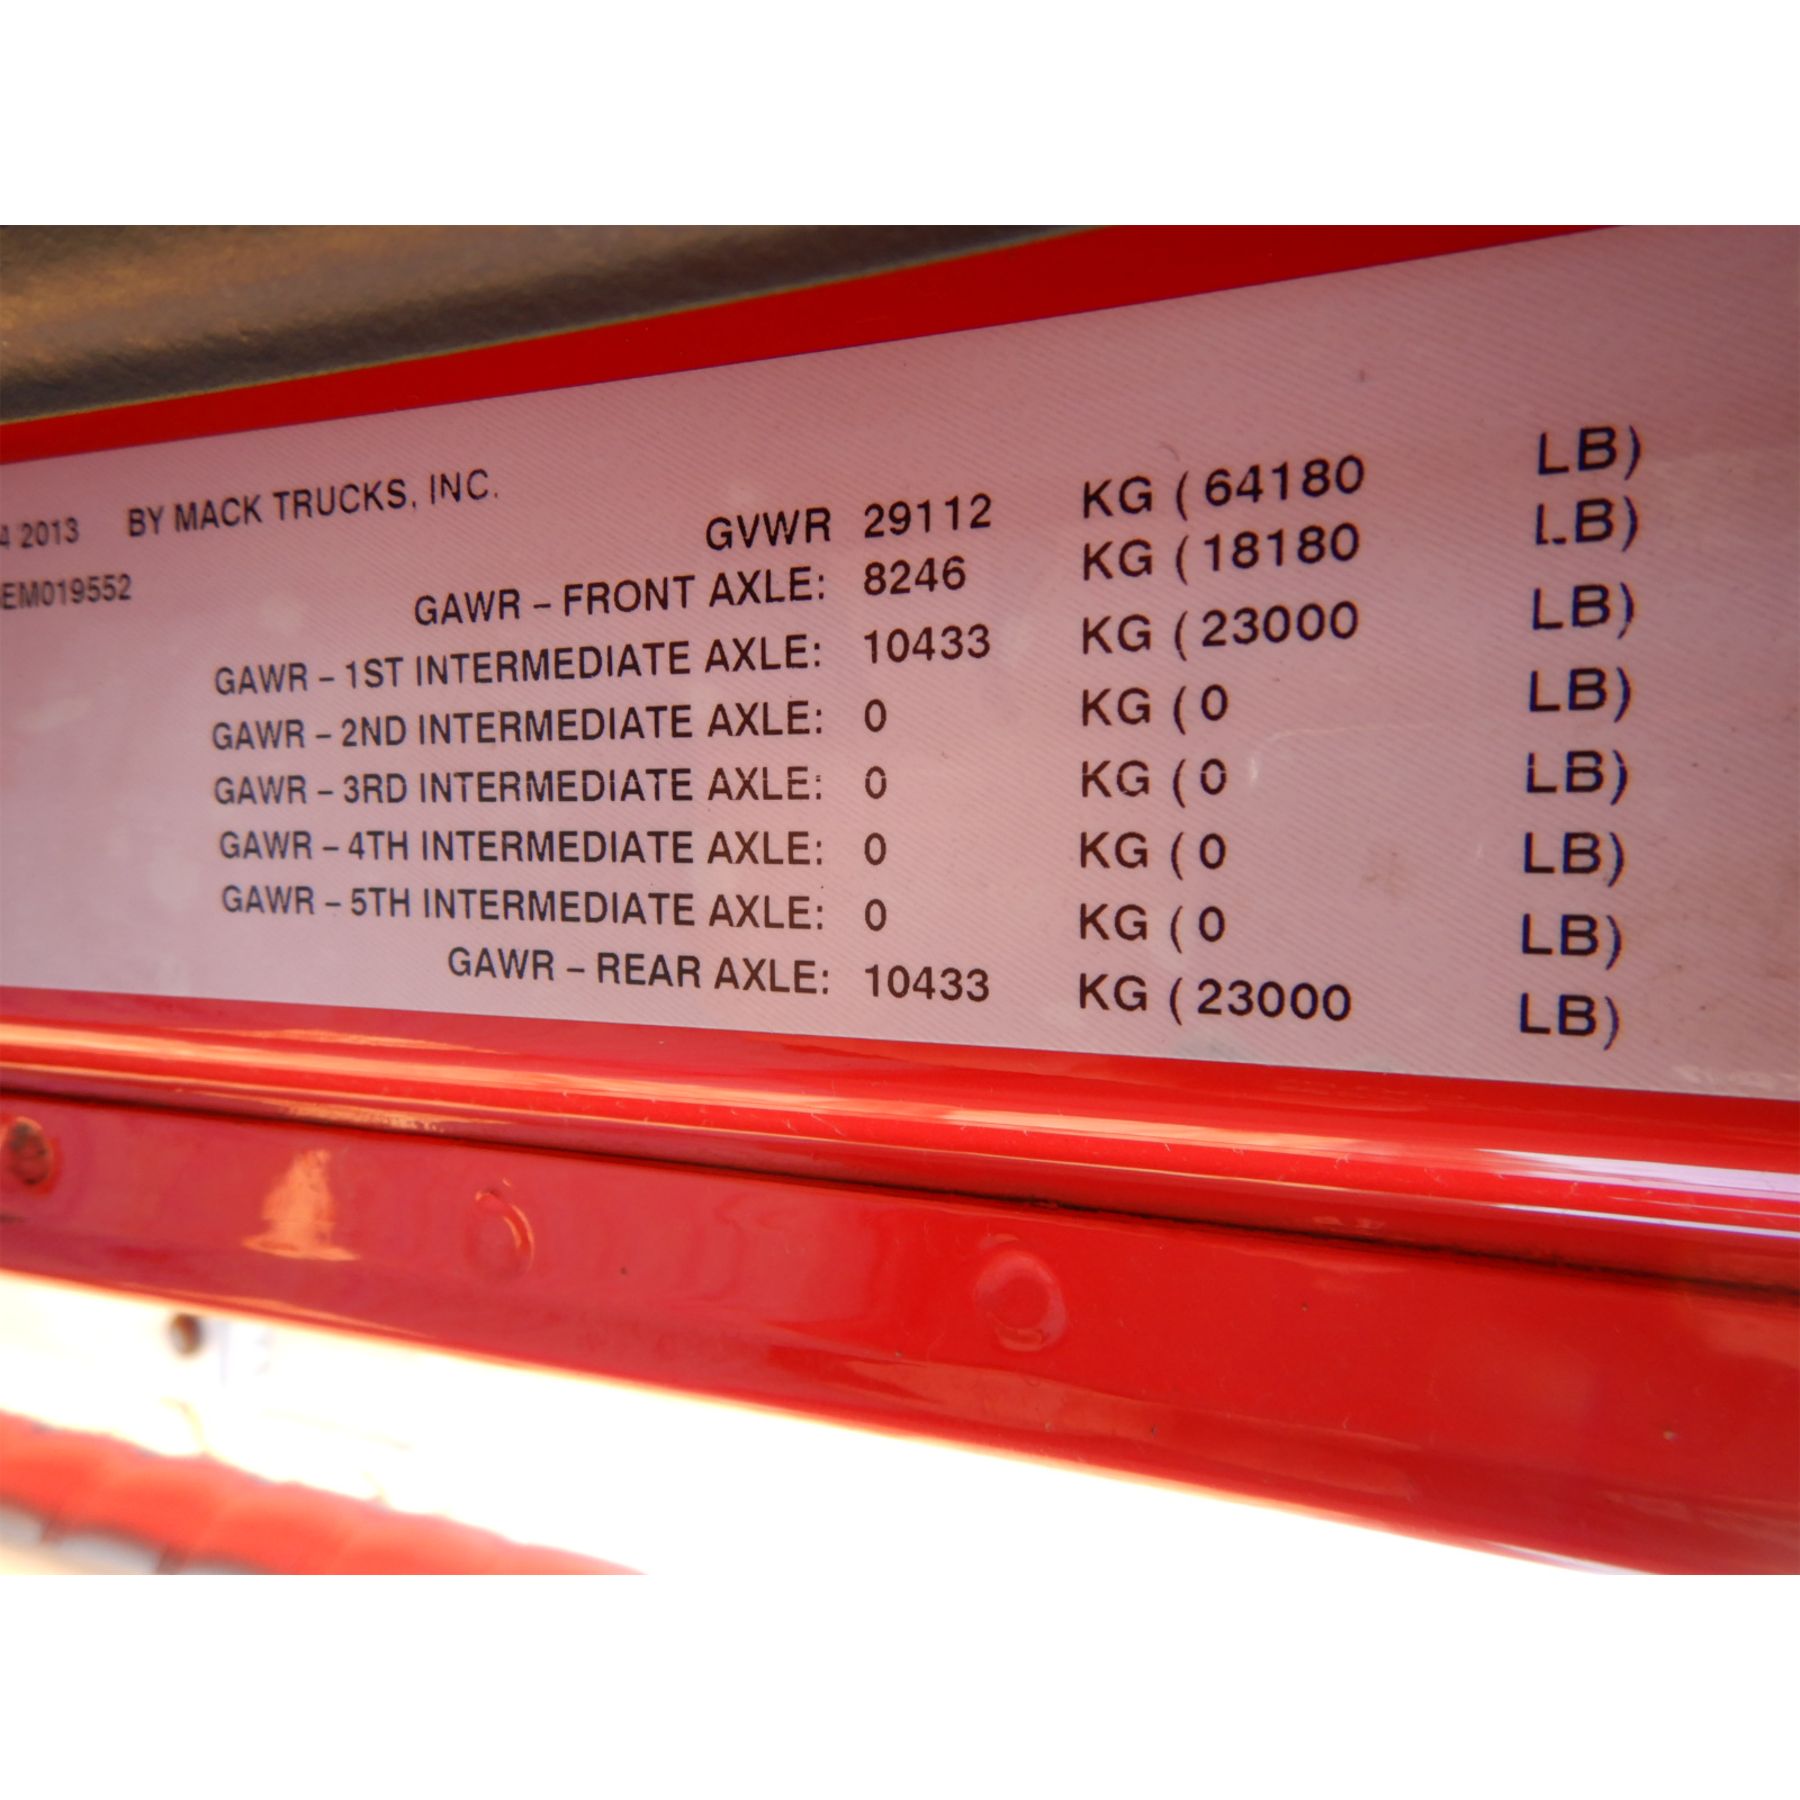 4 2013 BY MACK TRUCKS, INC.
EM019552
GVWR 29112 KG ( 64180 LB)
GAWR – FRONT AXLE: 8246 KG ( 18180 LB)
GAWR – 1ST INTERMEDIATE AXLE: 10433 KG ( 23000 LB)
GAWR – 2ND INTERMEDIATE AXLE: 0 KG ( 0 LB)
GAWR – 3RD INTERMEDIATE AXLE: 0 KG ( 0 LB)
GAWR – 4TH INTERMEDIATE AXLE: 0 KG ( 0 LB)
GAWR – 5TH INTERMEDIATE AXLE: 0 KG ( 0 LB)
GAWR – REAR AXLE: 10433 KG ( 23000 LB)